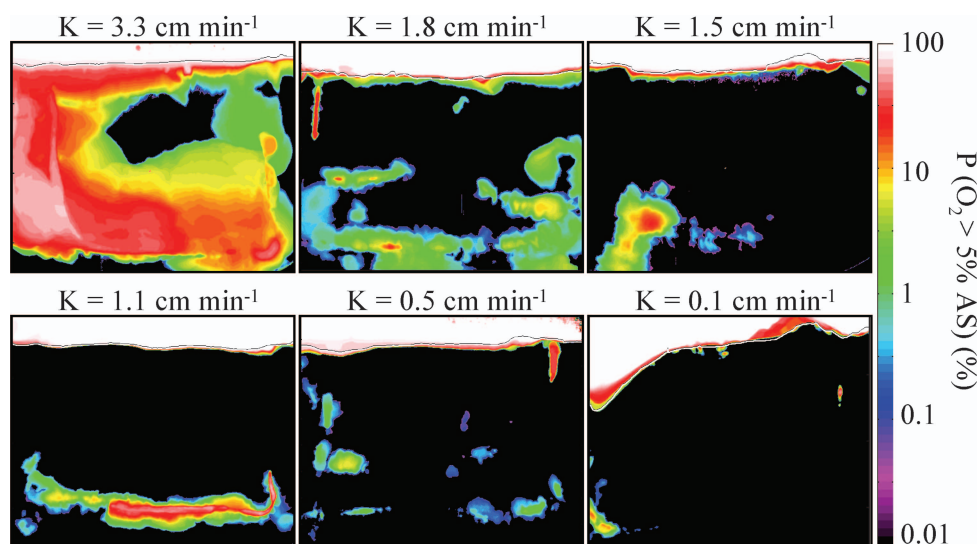 K = 3.3 cm min-1
K = 1.8 cm min-1
K = 1.5 cm min-1
100
10
1
0.1
0.01
P (O2 > 5% AS) (%)
K = 1.1 cm min-1
K = 0.5 cm min-1
K = 0.1 cm min-1